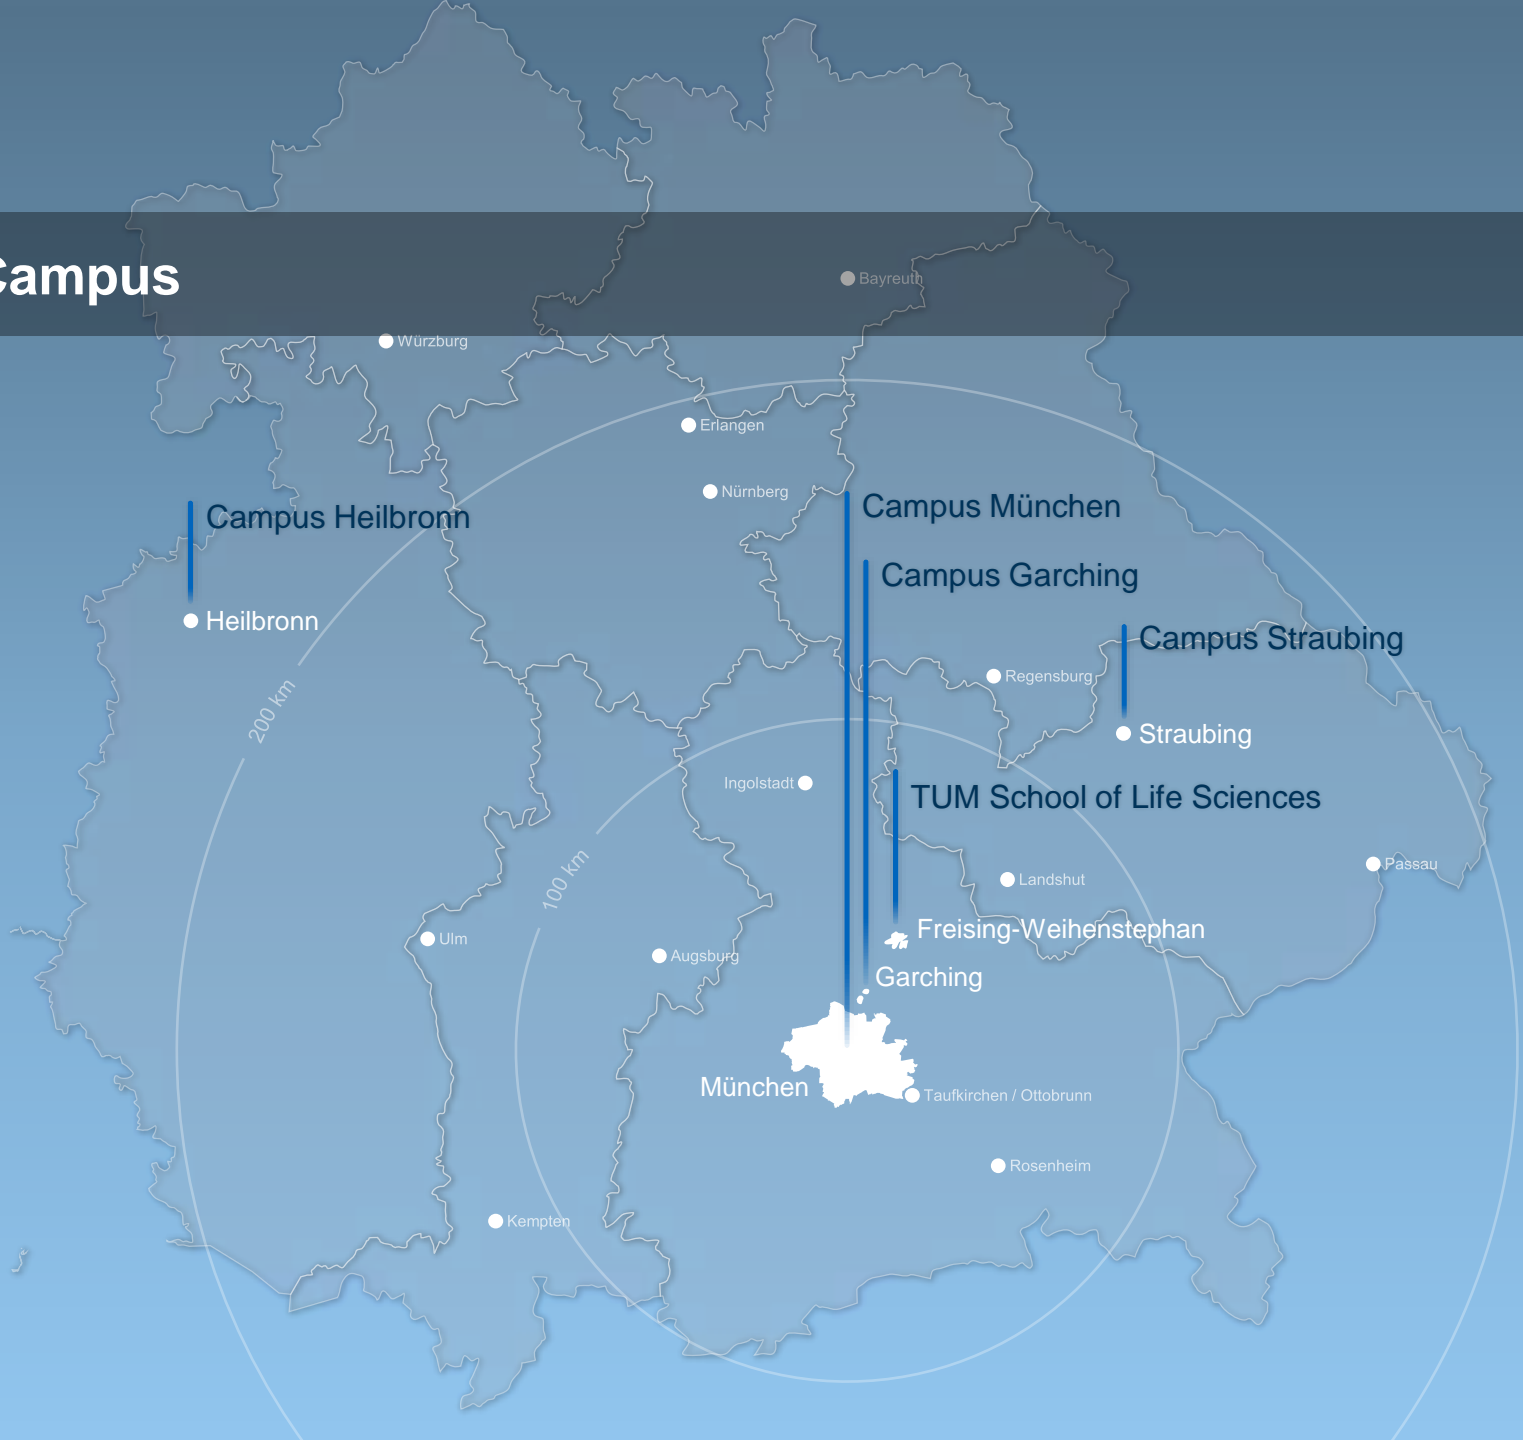 Campus
Bayreuth
Würzburg
Erlangen
Nürnberg
Campus Heilbronn
Campus München
Campus Garching
Heilbronn
Campus Straubing
Regensburg
200 km
Straubing
Ingolstadt
TUM School of Life Sciences
Passau
100 km
Landshut
Freising-Weihenstephan
Ulm
Augsburg
Garching
München
Taufkirchen / Ottobrunn
Rosenheim
Kempten